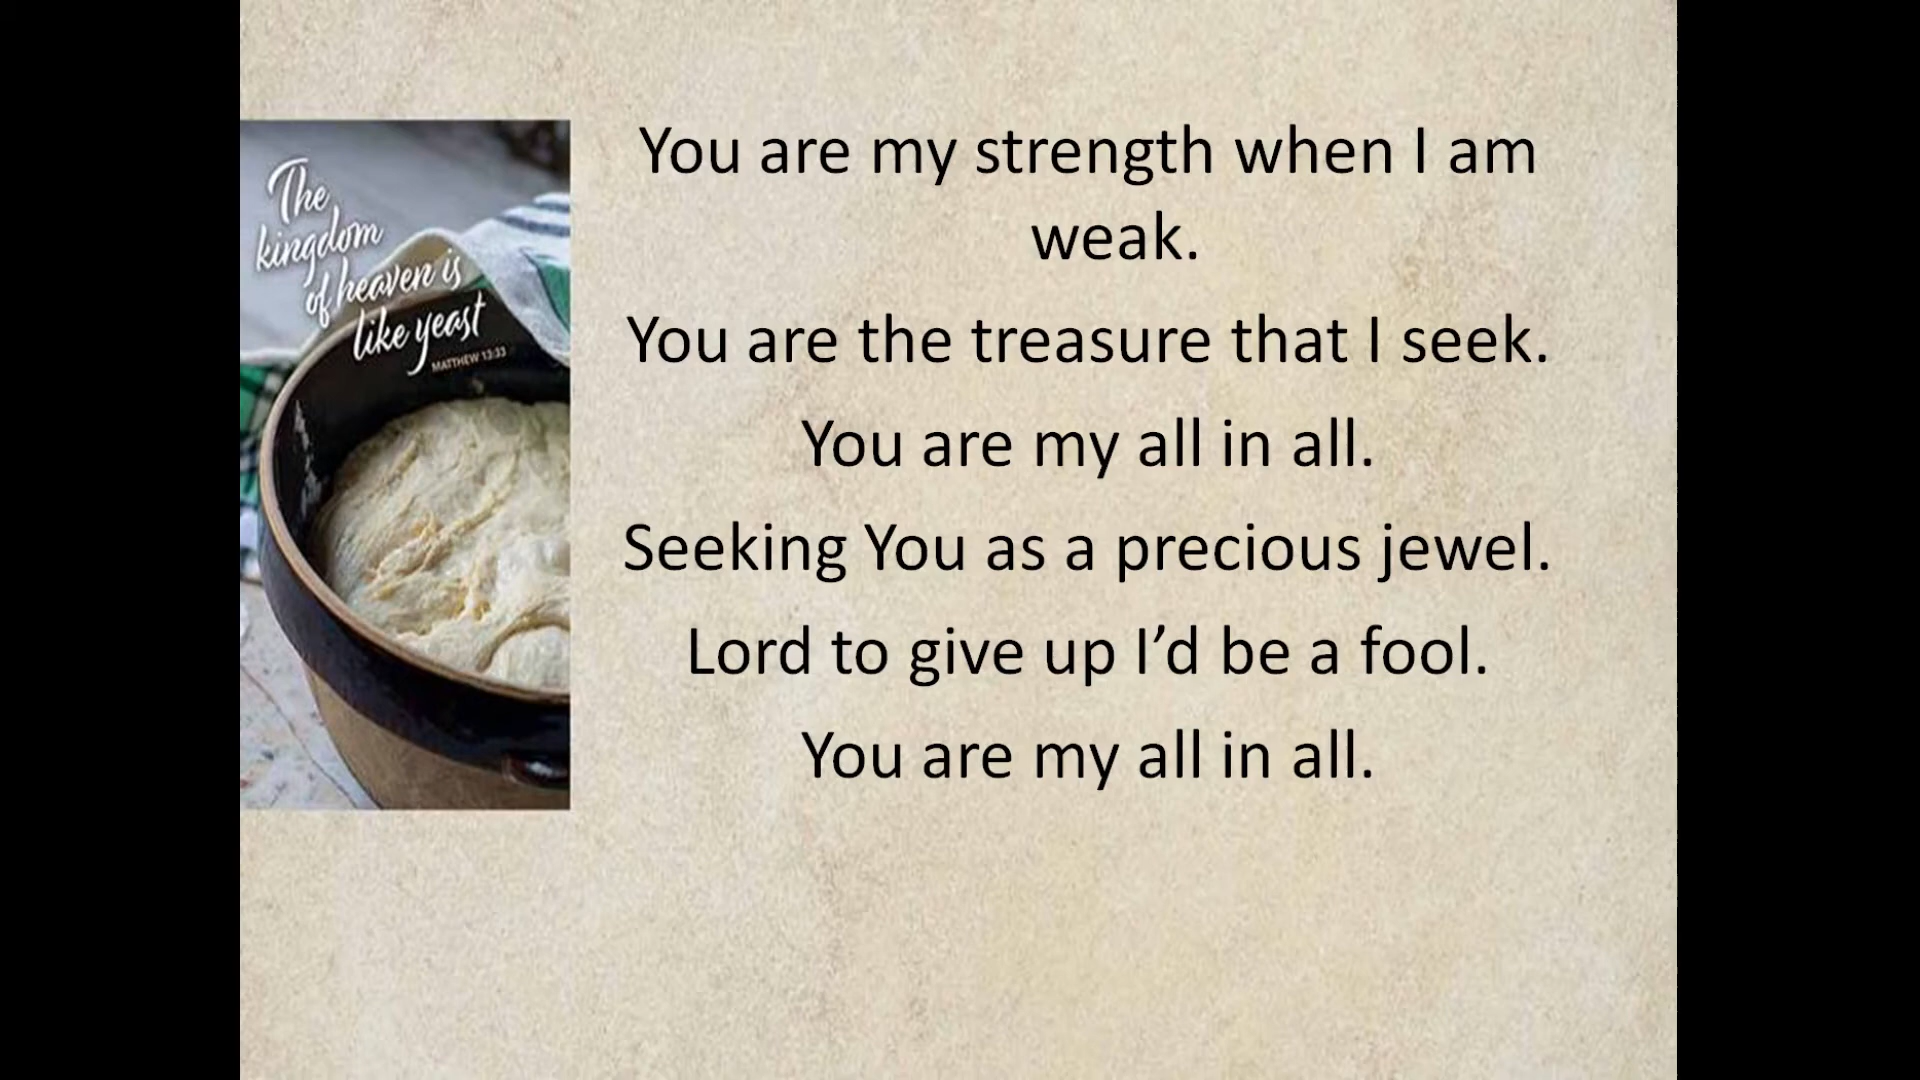 The
kingdom
of heaven is
like yeast
MATTHEW 13:33
You are my strength when I am
weak.
You are the treasure that I seek.
You are my all in all.
Seeking You as a precious jewel.
Lord to give up I’d be a fool.
You are my all in all.